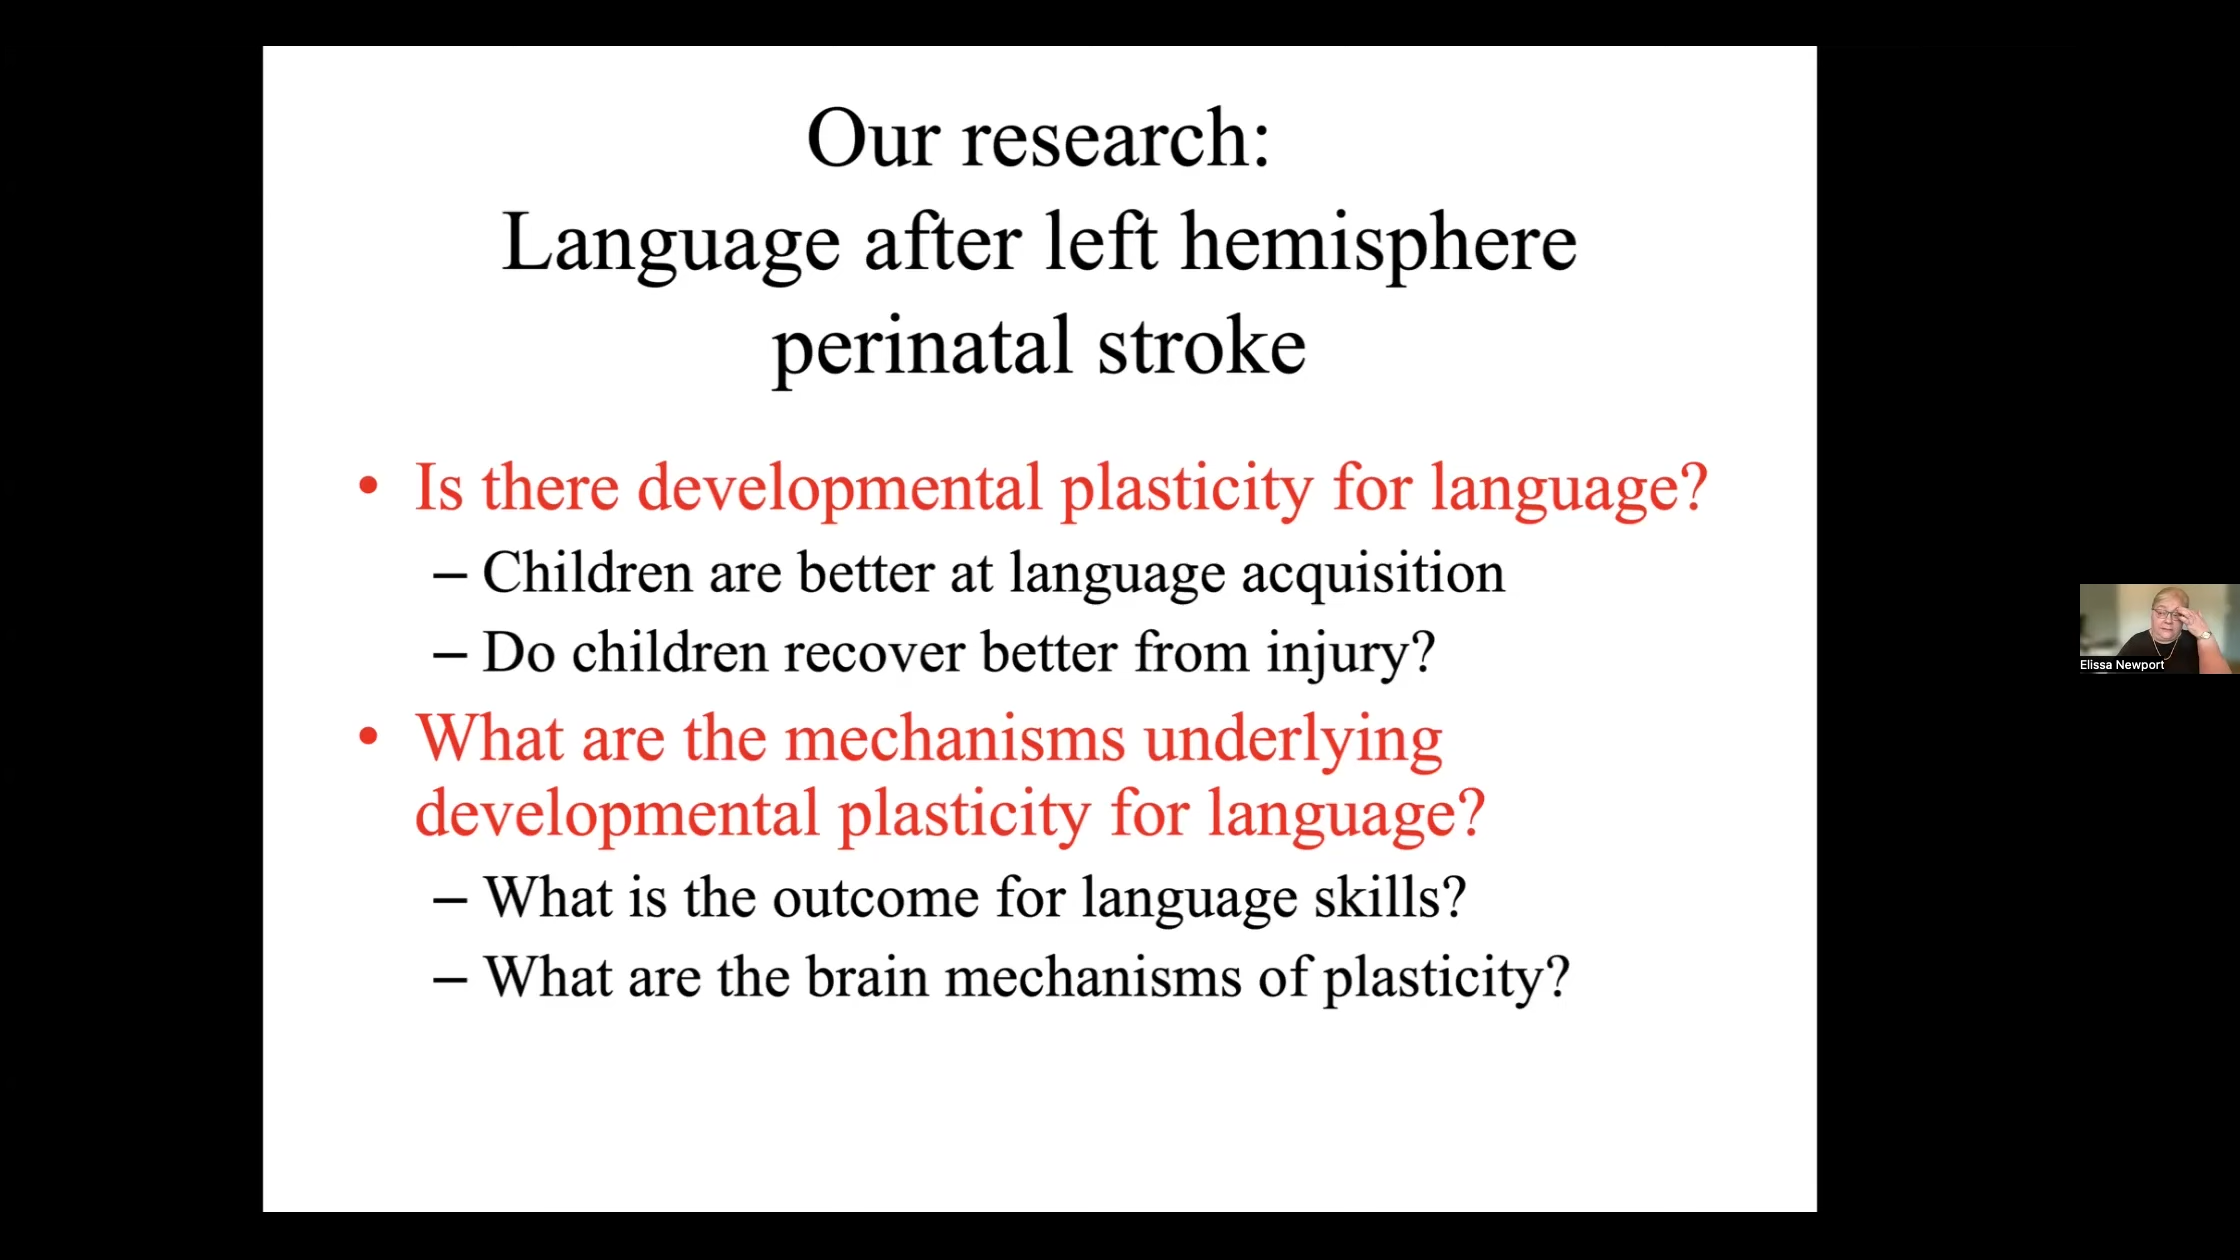 Our research:
Language after left hemisphere
perinatal stroke
• Is there developmental plasticity for language?
– Children are better at language acquisition
– Do children recover better from injury?
• What are the mechanisms underlying
developmental plasticity for language?
– What is the outcome for language skills?
– What are the brain mechanisms of plasticity?
Elissa Newport